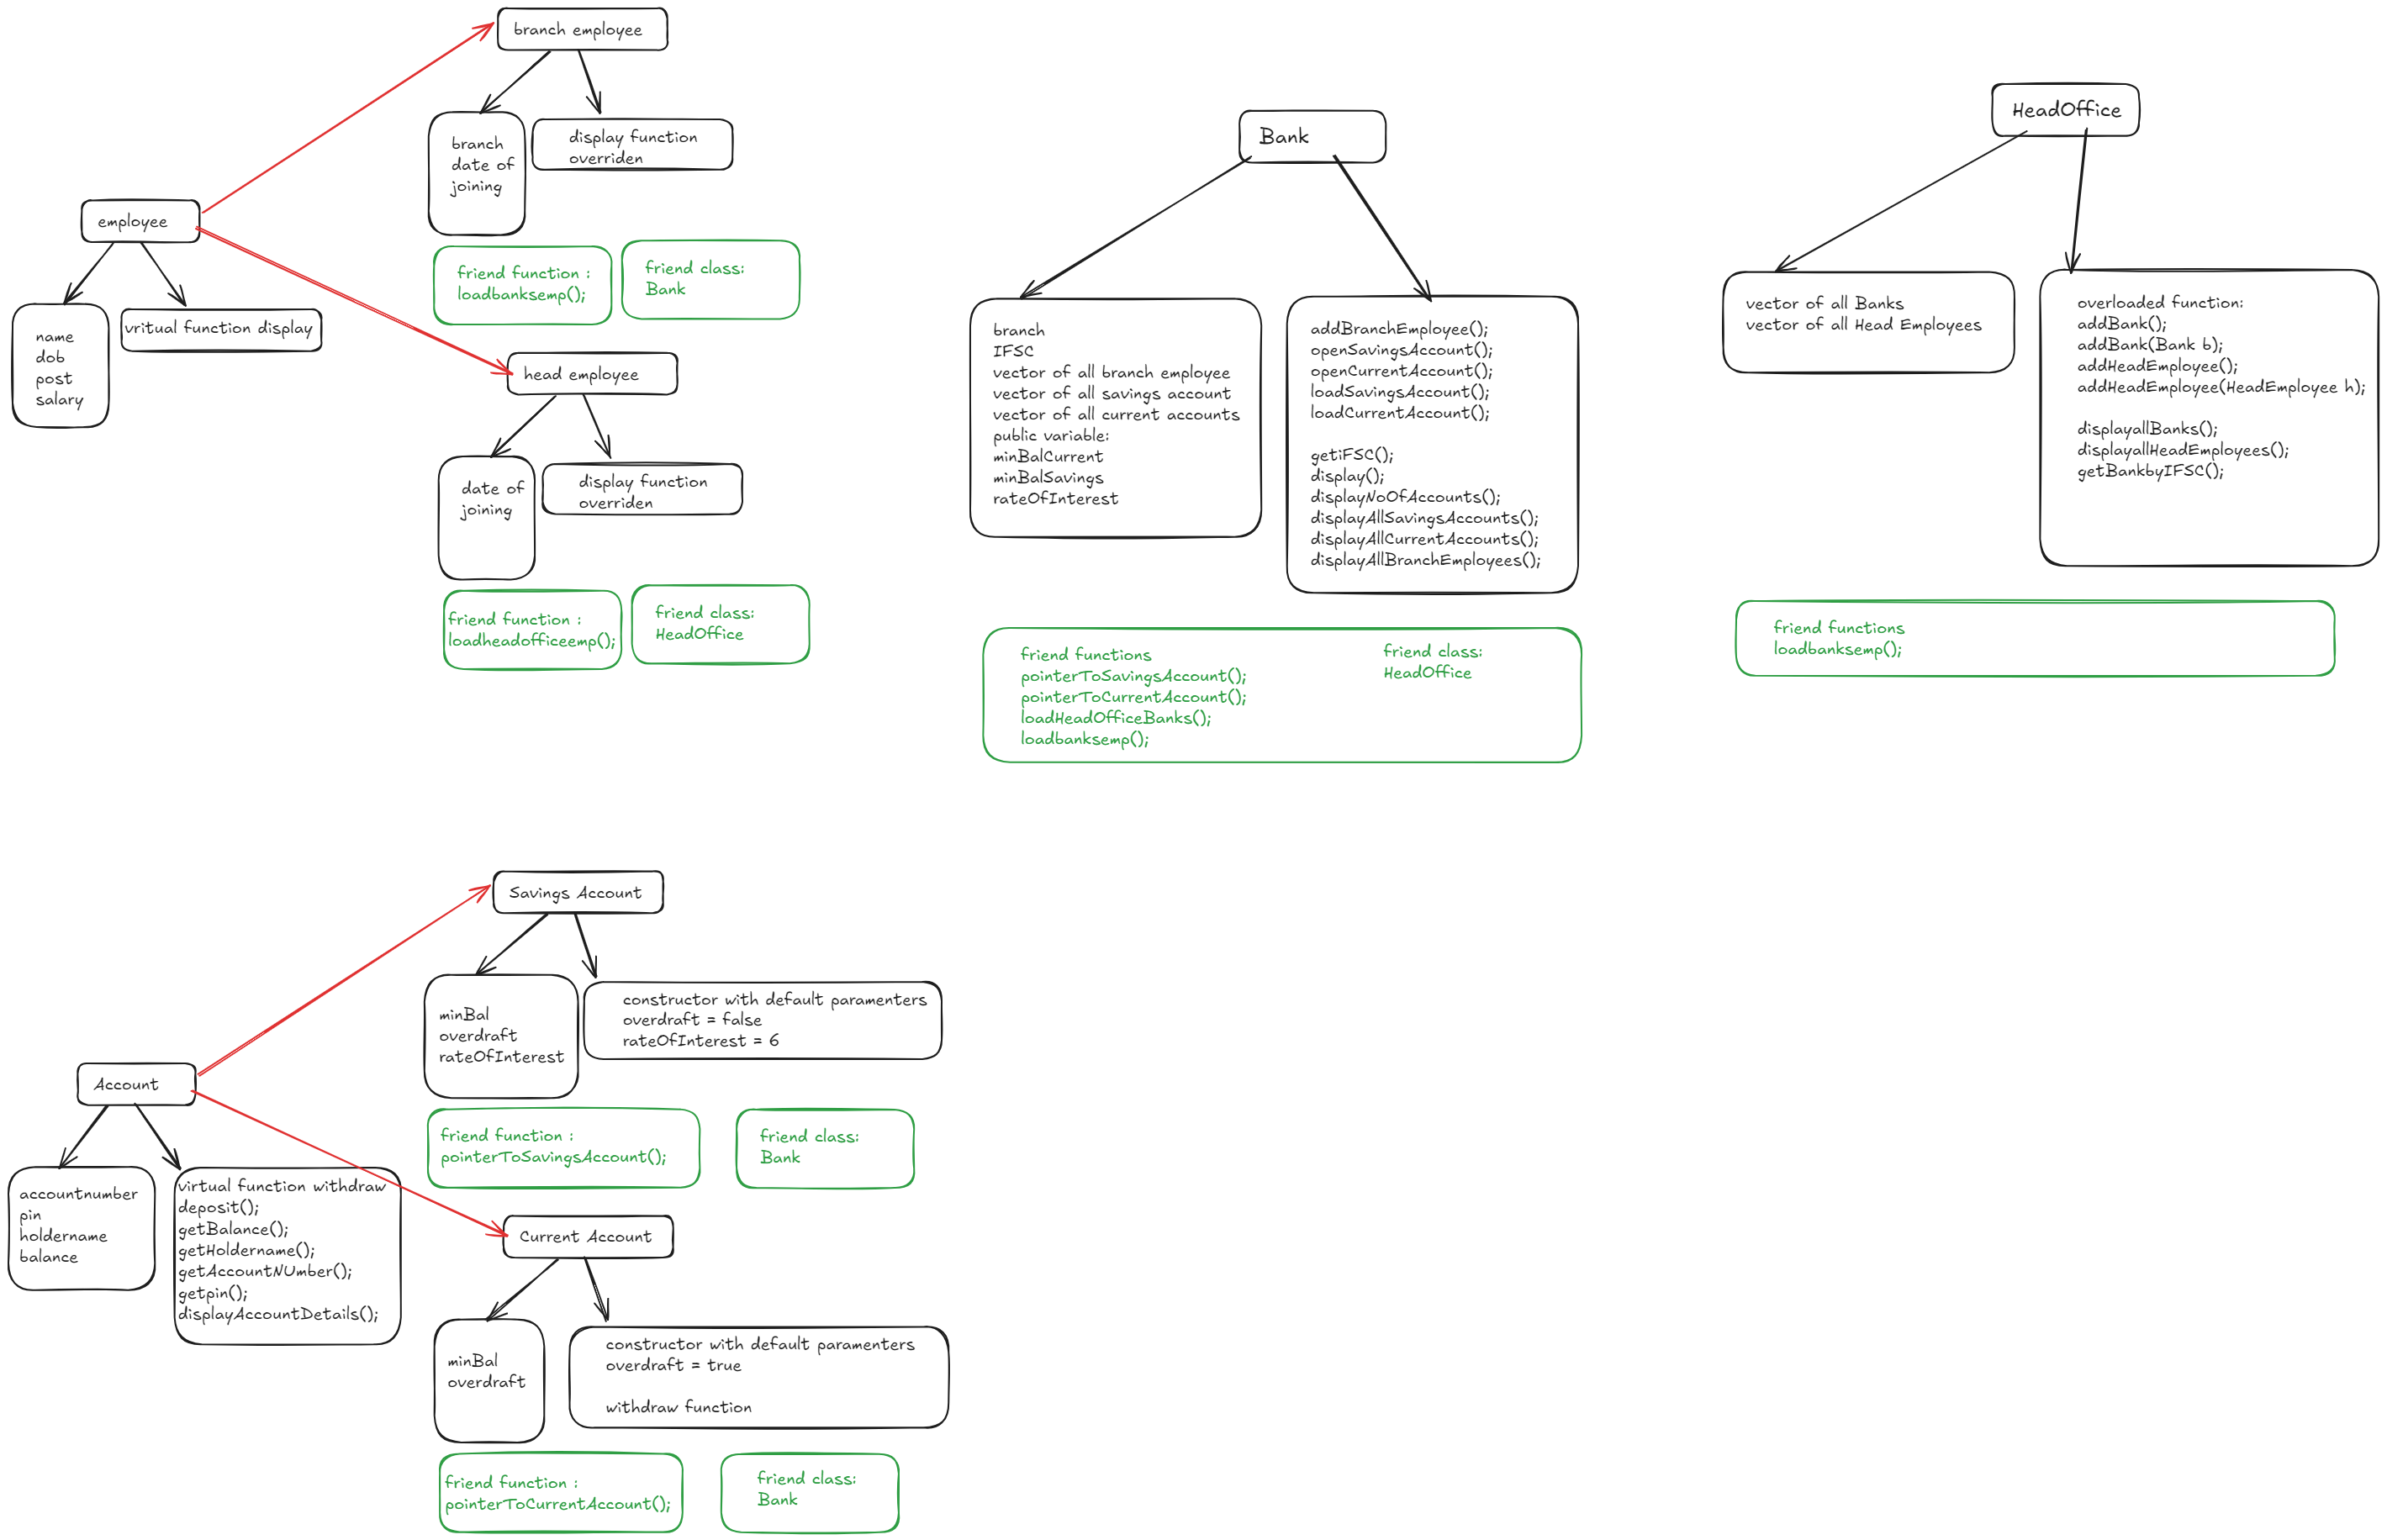 branch employee
branch
date of
joining
display function
overriden
employee
name
dob
post
salary
vritual function display
friend function :
loadbanksemp();
friend class:
Bank
head employee
date of
joining
display function
overriden
friend function :
loadheadofficeemp();
friend class:
HeadOffice
Bank
branch
IFSC
vector of all branch employee
vector of all savings account
vector of all current accounts
public variable:
minBalCurrent
minBalSavings
rateOfInterest
addBranchEmployee();
openSavingsAccount();
openCurrentAccount();
loadSavingsAccount();
loadCurrentAccount();
getiFSC();
display();
displayNoOfAccounts();
displayAllSavingsAccounts();
displayAllCurrentAccounts();
displayAllBranchEmployees();
friend functions
pointerToSavingsAccount();
pointerToCurrentAccount();
loadHeadOfficeBanks();
loadbanksemp();
friend class:
HeadOffice
HeadOffice
vector of all Banks
vector of all Head Employees
overloaded function:
addBank();
addBank(Bank b);
addHeadEmployee();
addHeadEmployee(HeadEmployee h);
displayallBanks();
displayallHeadEmployees();
getBankbyIFSC();
friend functions
loadbanksemp();
Savings Account
minBal
overdraft
rateOfInterest
constructor with default paramenters
overdraft = false
rateOfInterest = 6
Account
accountnumber
pin
holdername
balance
virtual function withdraw
deposit();
getBalance();
getHoldername();
getAccountNUmber();
getpin();
displayAccountDetails();
friend function :
pointerToSavingsAccount();
friend class:
Bank
Current Account
minBal
overdraft
constructor with default paramenters
overdraft = true
withdraw function
friend function :
pointerToCurrentAccount();
friend class:
Bank